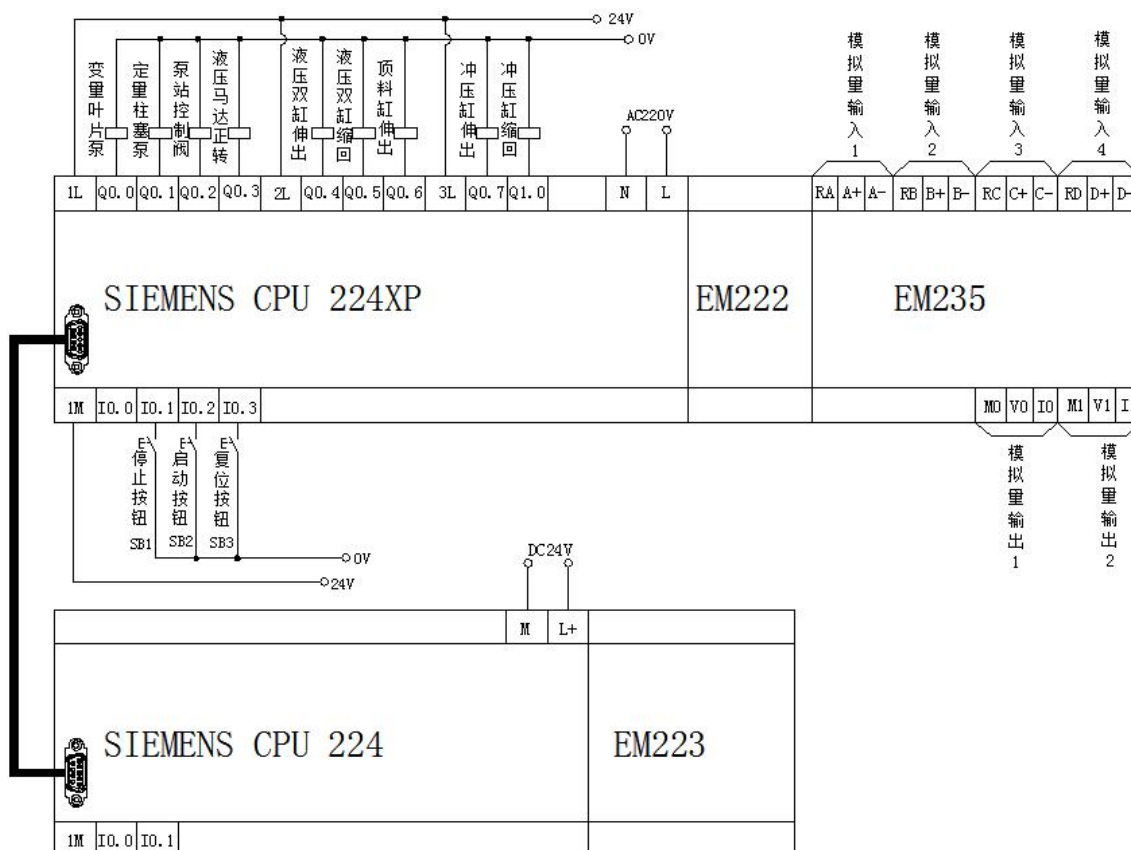 24V
0V
变量叶片泵
定量柱塞泵
泵站控制阀
液压马达正转
液压双缸伸出
液压双缸缩回
顶料缸伸出
冲压缸伸出
冲压缸缩回
AC220V
模拟量输入1
模拟量输入2
模拟量输入3
模拟量输入4
1L Q0.0 Q0.1 Q0.2 Q0.3 2L Q0.4 Q0.5 Q0.6 3L Q0.7 Q1.0 N L RA A+ A- RB B+ B- RC C+ C- RD D+ D-
SIEMENS CPU 224XP
EM222
EM235
1M I0.0 I0.1 I0.2 I0.3 M0 V0 I0 M1 V1 I
停止按钮
SB1
启动按钮
SB2
复位按钮
SB3
0V
24V
模拟量输出1
模拟量输出2
DC24V
M L+
SIEMENS CPU 224
EM223
1M I0.0 I0.1